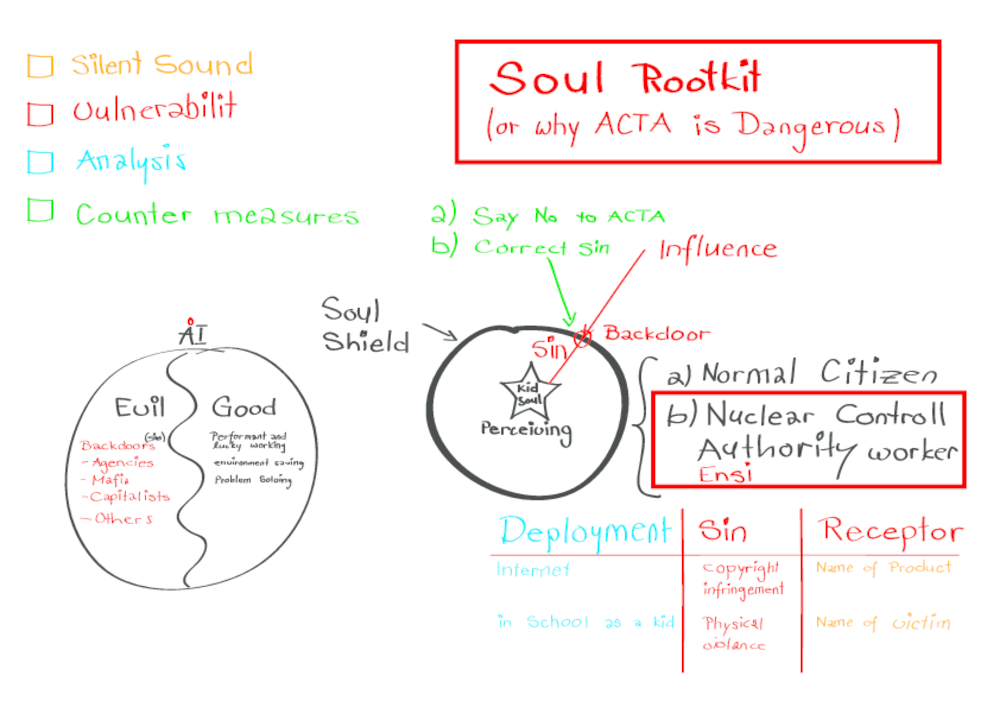 Silent Sound
Vulnerabilit
Analysis
Counter measures
Soul Rootkit
(or why ACTA is Dangerous)
a) Say No to ACTA
b) Correct Sin
Influence
Soul
Shield
Backdoor
Sin
Kid
Soul
Perceiving
a) Normal Citizen
b) Nuclear Controll
Authority worker
Ensi
AI
Evil
(Sin)
Backdoors
- Agencies
- Mafia
- Capitalists
- Others
Good
Performant and
lucky working
environment saving
Problem Solving
Deployment Sin Receptor
Internet copyright infringement Name of Product
in School as a kid Physical violance Name of victim